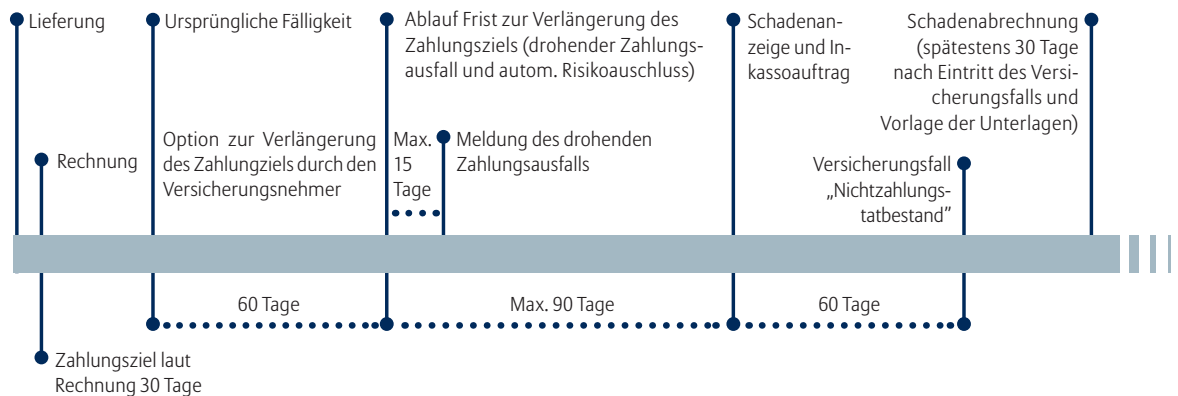 Lieferung
Ursprüngliche Fälligkeit
Ablauf Frist zur Verlängerung des
Zahlungsziels (drohender Zahlungs-
ausfall und autom. Risikoauschluss)
Schadenan-
zeige und In-
kassoauftrag
Schadenabrechnung
(spätestens 30 Tage
nach Eintritt des Versi-
cherungsfalls und
Vorlage der Unterlagen)
Rechnung
Option zur Verlängerung
des Zahlungziels durch den
Versicherungsnehmer
Max.
15
Tage
Meldung des drohenden
Zahlungsausfalls
Versicherungsfall
„Nichtzahlungs-
tatbestand”
60 Tage
Max. 90 Tage
60 Tage
Zahlungsziel laut
Rechnung 30 Tage